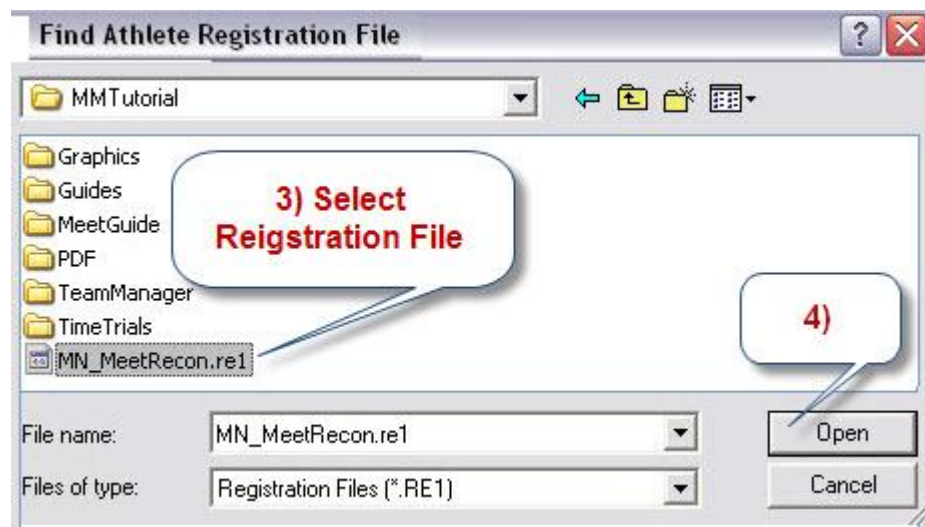 Find Athlete Registration File
MMTutorial
Graphics
Guides
MeetGuide
PDF
TeamManager
TimeTrials
MN_MeetRecon.re1
3) Select
Reigstration File
4)
File name:
MN_MeetRecon.re1
Open
Files of type:
Registration Files (*.RE1)
Cancel